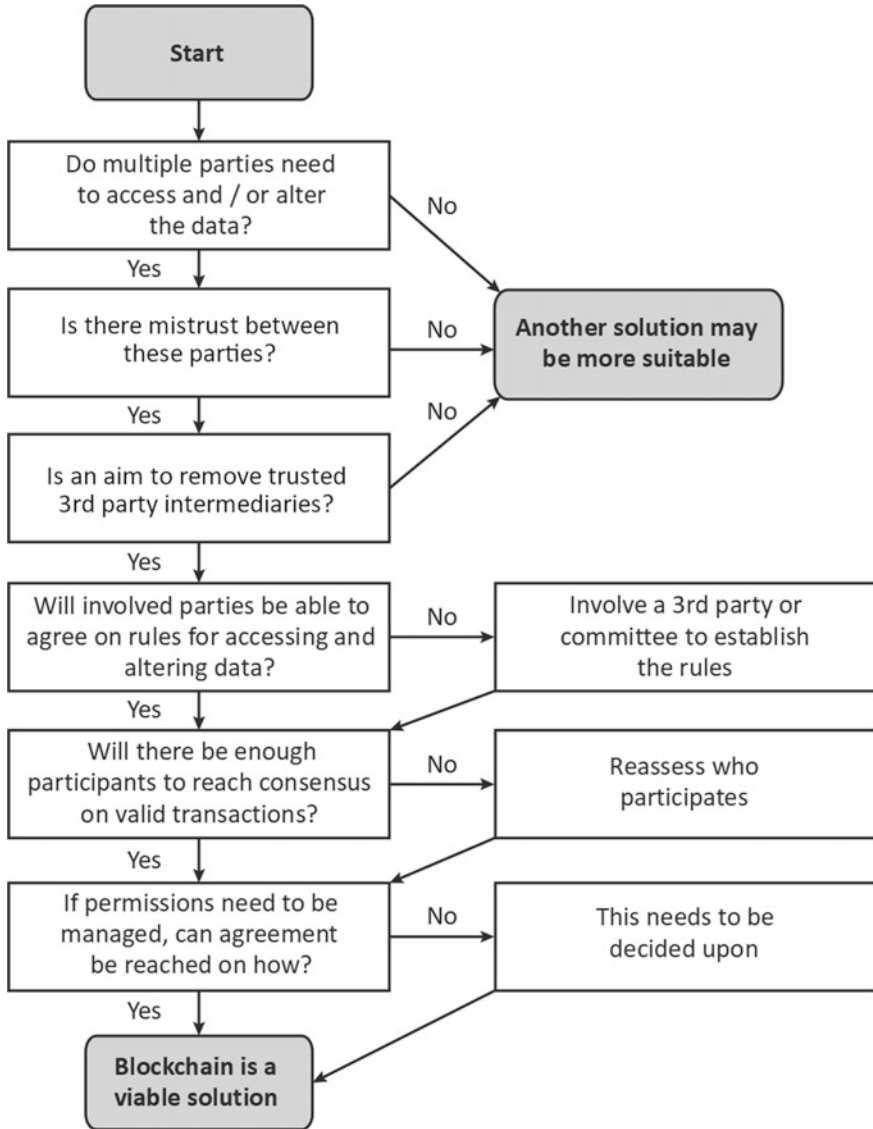 Start
Do multiple parties need
to access and / or alter
the data?
No
Yes
Is there mistrust between
these parties?
No
Another solution may
be more suitable
Yes
No
Is an aim to remove trusted
3rd party intermediaries?
Yes
Will involved parties be able to
agree on rules for accessing and
altering data?
No
Involve a 3rd party or
committee to establish
the rules
Yes
Will there be enough
participants to reach consensus
on valid transactions?
No
Reassess who
participates
Yes
If permissions need to be
managed, can agreement
be reached on how?
No
This needs to be
decided upon
Yes
Blockchain is a
viable solution